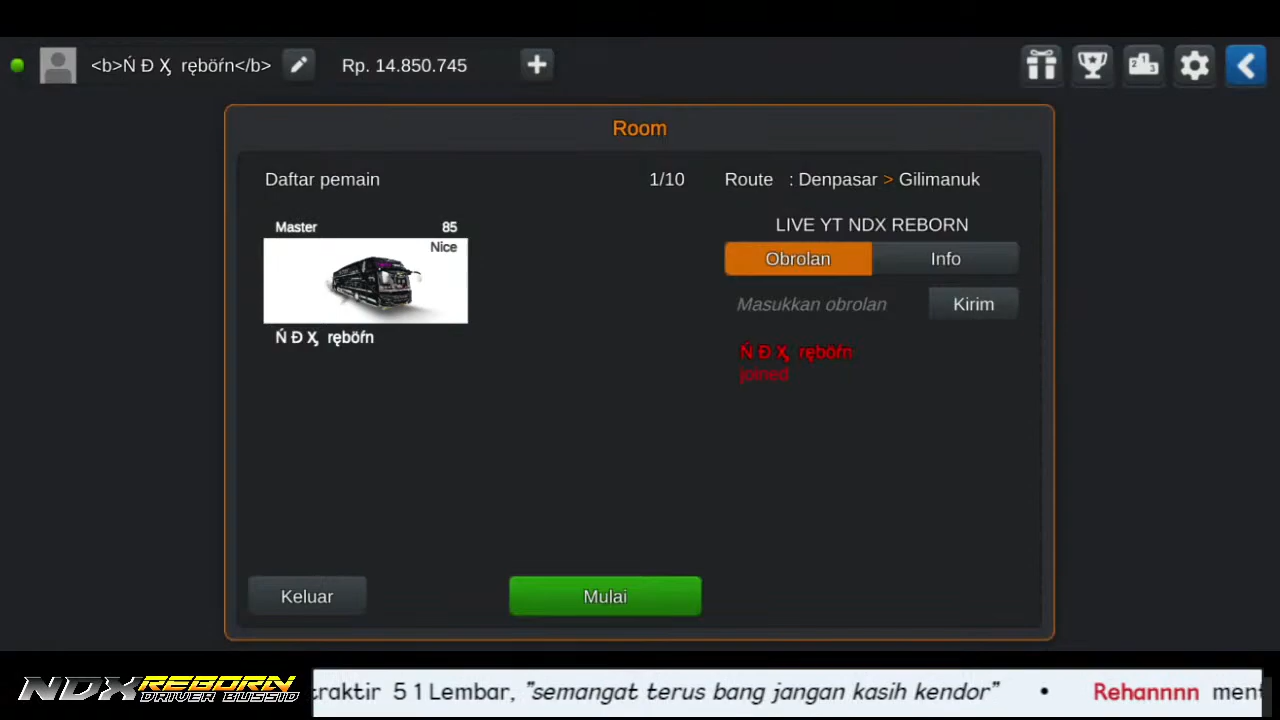 <b>Ń Đ Ҳ ręböŕn</b>
Rp. 14.850.745
Room
Daftar pemain
1/10
Route : Denpasar > Gilimanuk
Master 85
Nice
Ń Đ Ҳ ręböŕn
LIVE YT NDX REBORN
Obrolan
Info
Masukkan obrolan
Kirim
Ń Đ Ҳ ręböŕn
joined
Keluar
Mulai
NDX REBORN
DRIVER BUSSID
traktir 5 1 Lembar, "semangat terus bang jangan kasih kendor" • Rehannnn